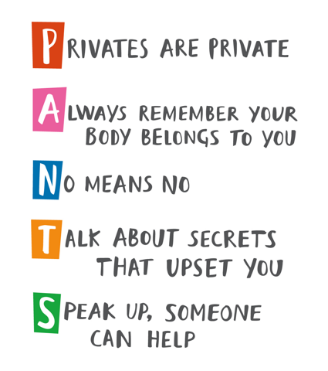 PRIVATES ARE PRIVATE
ALWAYS REMEMBER YOUR
BODY BELONGS TO YOU
NO MEANS NO
TALK ABOUT SECRETS
THAT UPSET YOU
SPEAK UP, SOMEONE
CAN HELP